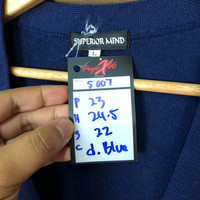 SUPERIOR MIND
L
5007
P 23
H 24.5
S 22
C d. Blue